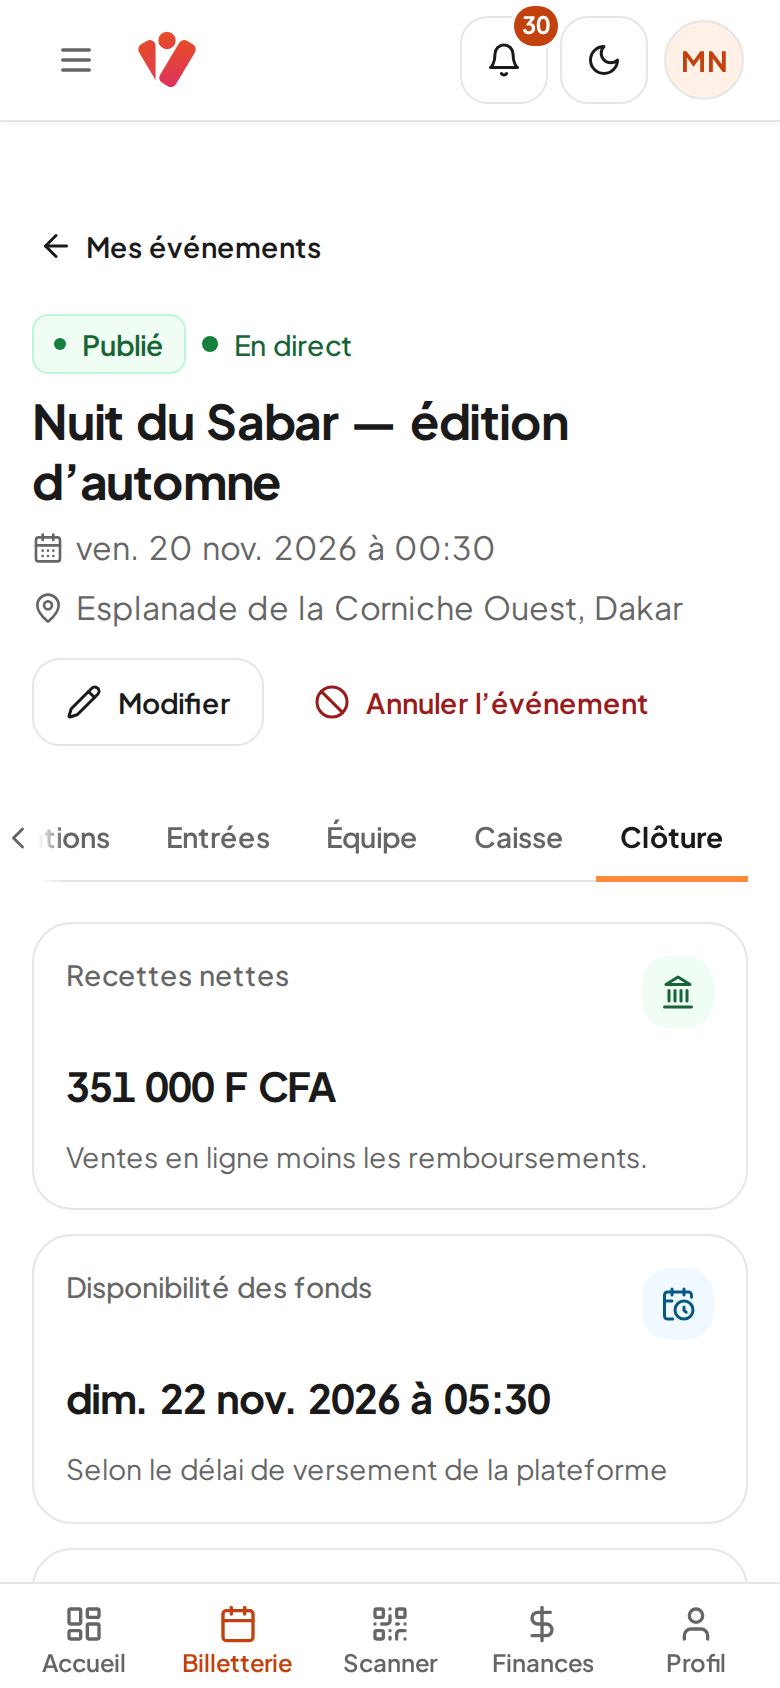 30
MN
Mes événements
Publié
En direct
Nuit du Sabar — édition
d’automne
ven. 20 nov. 2026 à 00:30
Esplanade de la Corniche Ouest, Dakar
Modifier
Annuler l’événement
tions
Entrées
Équipe
Caisse
Clôture
Recettes nettes
351 000 F CFA
Ventes en ligne moins les remboursements.
Disponibilité des fonds
dim. 22 nov. 2026 à 05:30
Selon le délai de versement de la plateforme
Accueil
Billetterie
Scanner
Finances
Profil